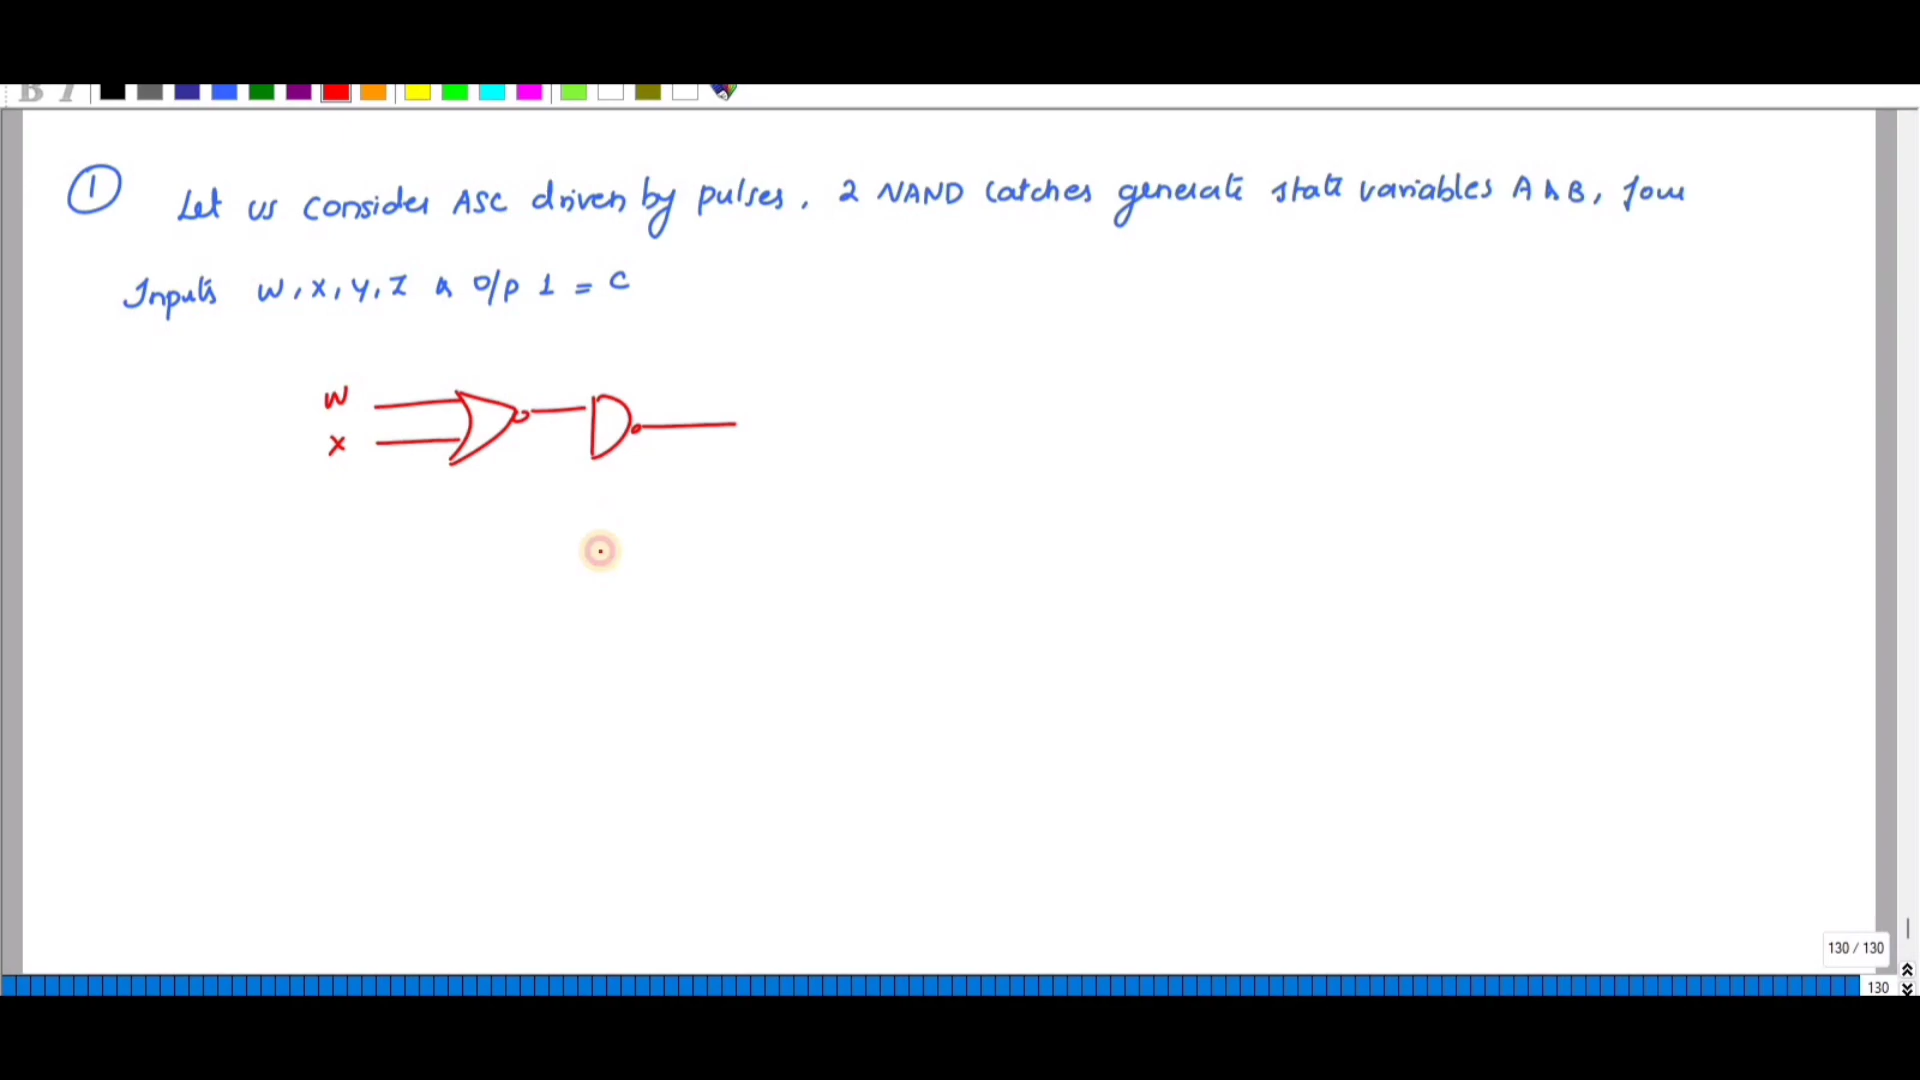 B I
① Let us consider ASC driven by pulses, 2 NAND Latches generate state variables A & B, four
Inputs W, X, Y, Z & O/P 1 = C
W
X
130 / 130
130